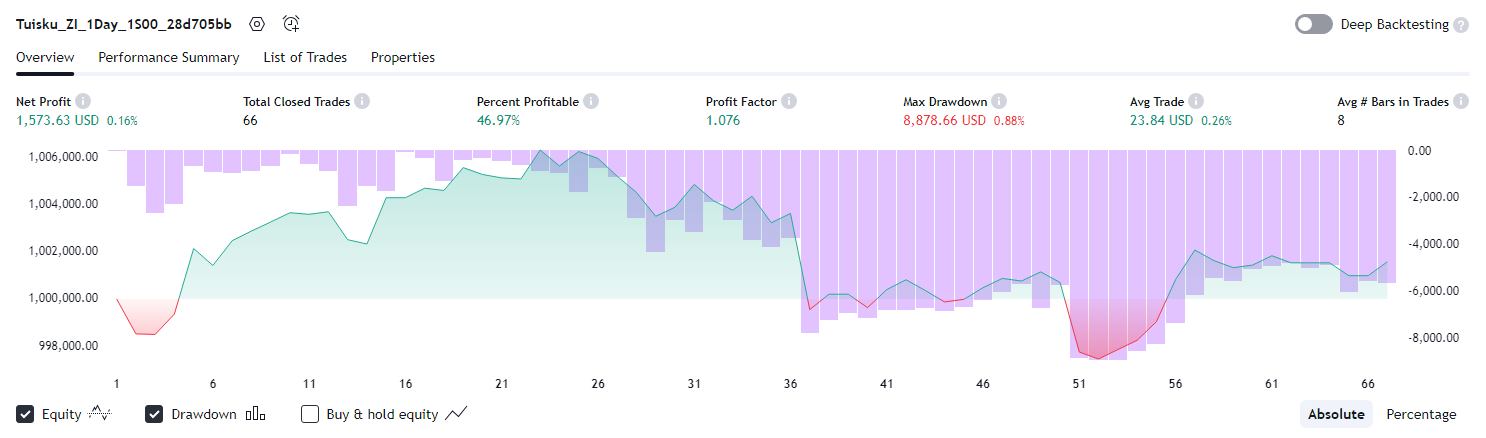 Tuisku_ZI_1Day_1S00_28d705bb
Deep Backtesting ?
Overview Performance Summary List of Trades Properties
Net Profit Total Closed Trades Percent Profitable Profit Factor Max Drawdown Avg Trade Avg # Bars in Trades
1,573.63 USD 0.16% 66 46.97% 1.076 8,878.66 USD 0.88% 23.84 USD 0.26% 8
1,006,000.00 0.00
1,004,000.00 -2,000.00
1,002,000.00 -4,000.00
1,000,000.00 -6,000.00
998,000.00 -8,000.00
1 6 11 16 21 26 31 36 41 46 51 56 61 66
Equity Drawdown Buy & hold equity Absolute Percentage